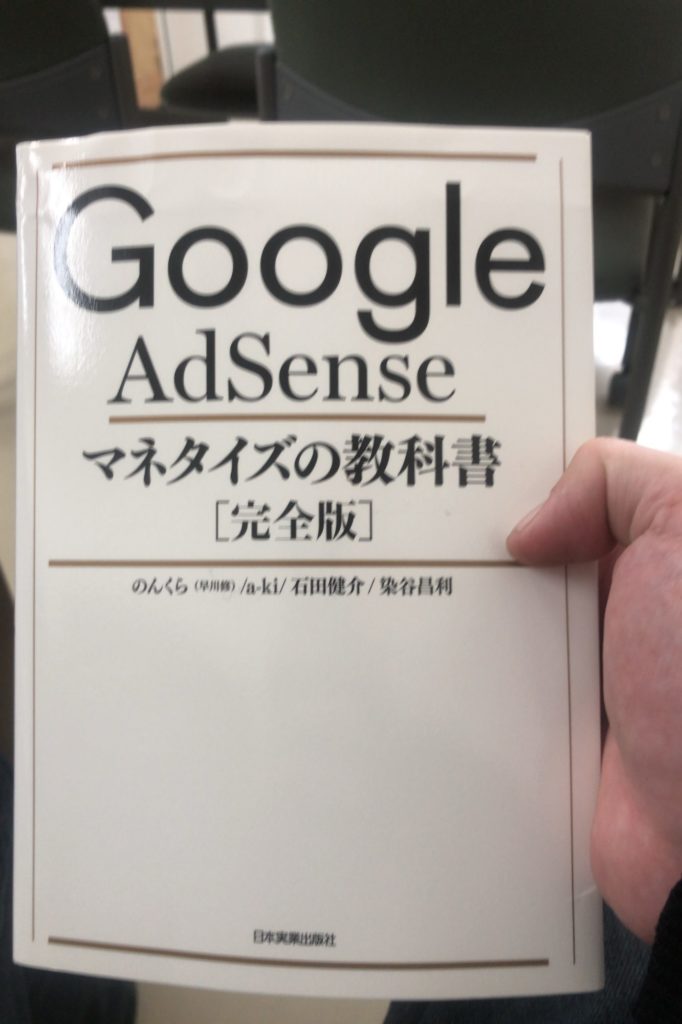 Google
AdSense
マネタイズの教科書
[完全版]
のんくら（早川修）/a-ki/石田健介/染谷昌利
日本実業出版社